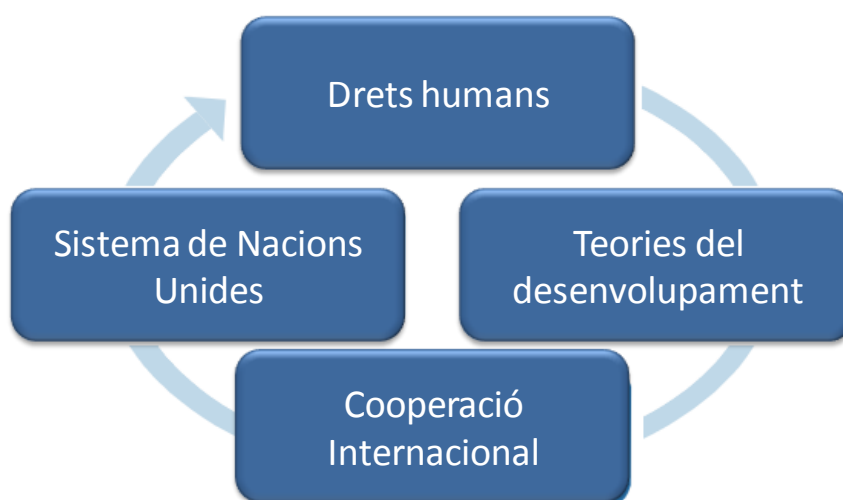 Drets humans
Sistema de Nacions
Unides
Teories del
desenvolupament
Cooperació
Internacional